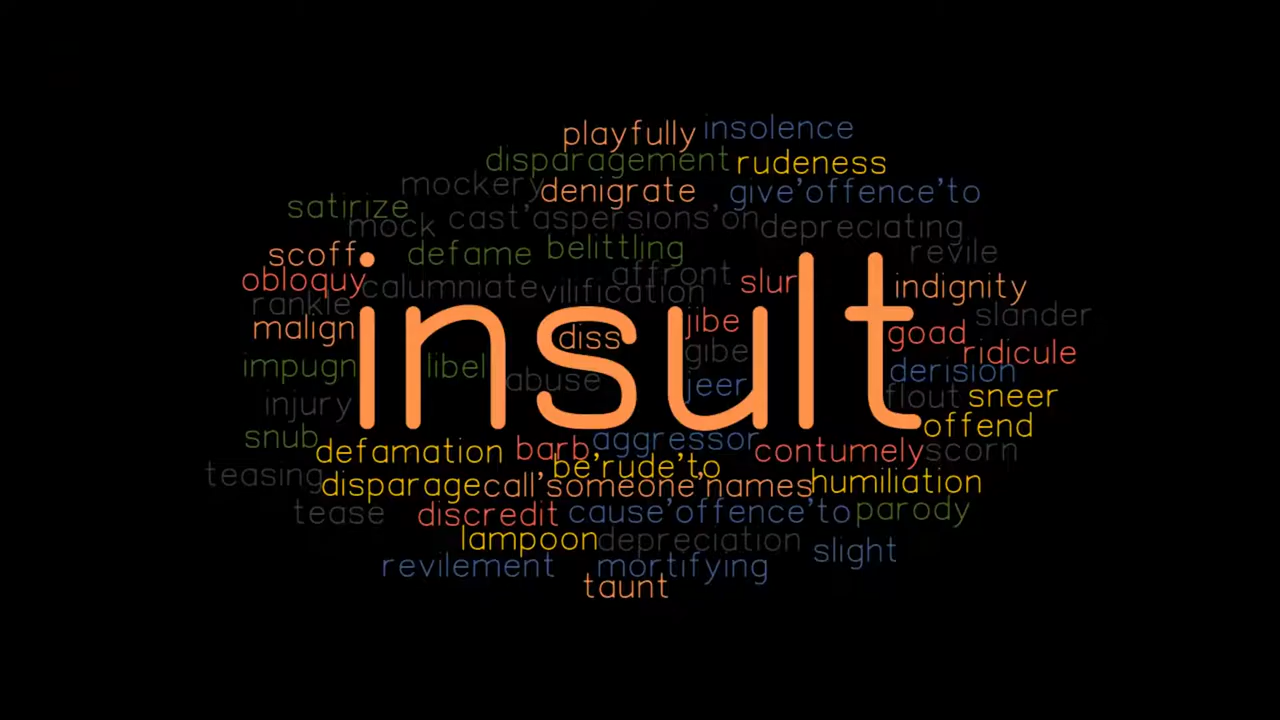 playfully insolence
disparagement rudeness
mockery denigrate give'offence'to
satirize mock cast'aspersions'on depreciating
scoff defame belittling revile
obloquy calumniate vilification affront slur indignity
rankle slander
insult
malign diss jibe goad
impugn libel gibe ridicule
abuse jeer derision
injury flout sneer
snub aggressor offend
defamation barb contumely scorn
teasing be'rude'to
disparage call'someone'names humiliation
tease discredit cause'offence'to parody
lampoon depreciation slight
revilement mortifying
taunt